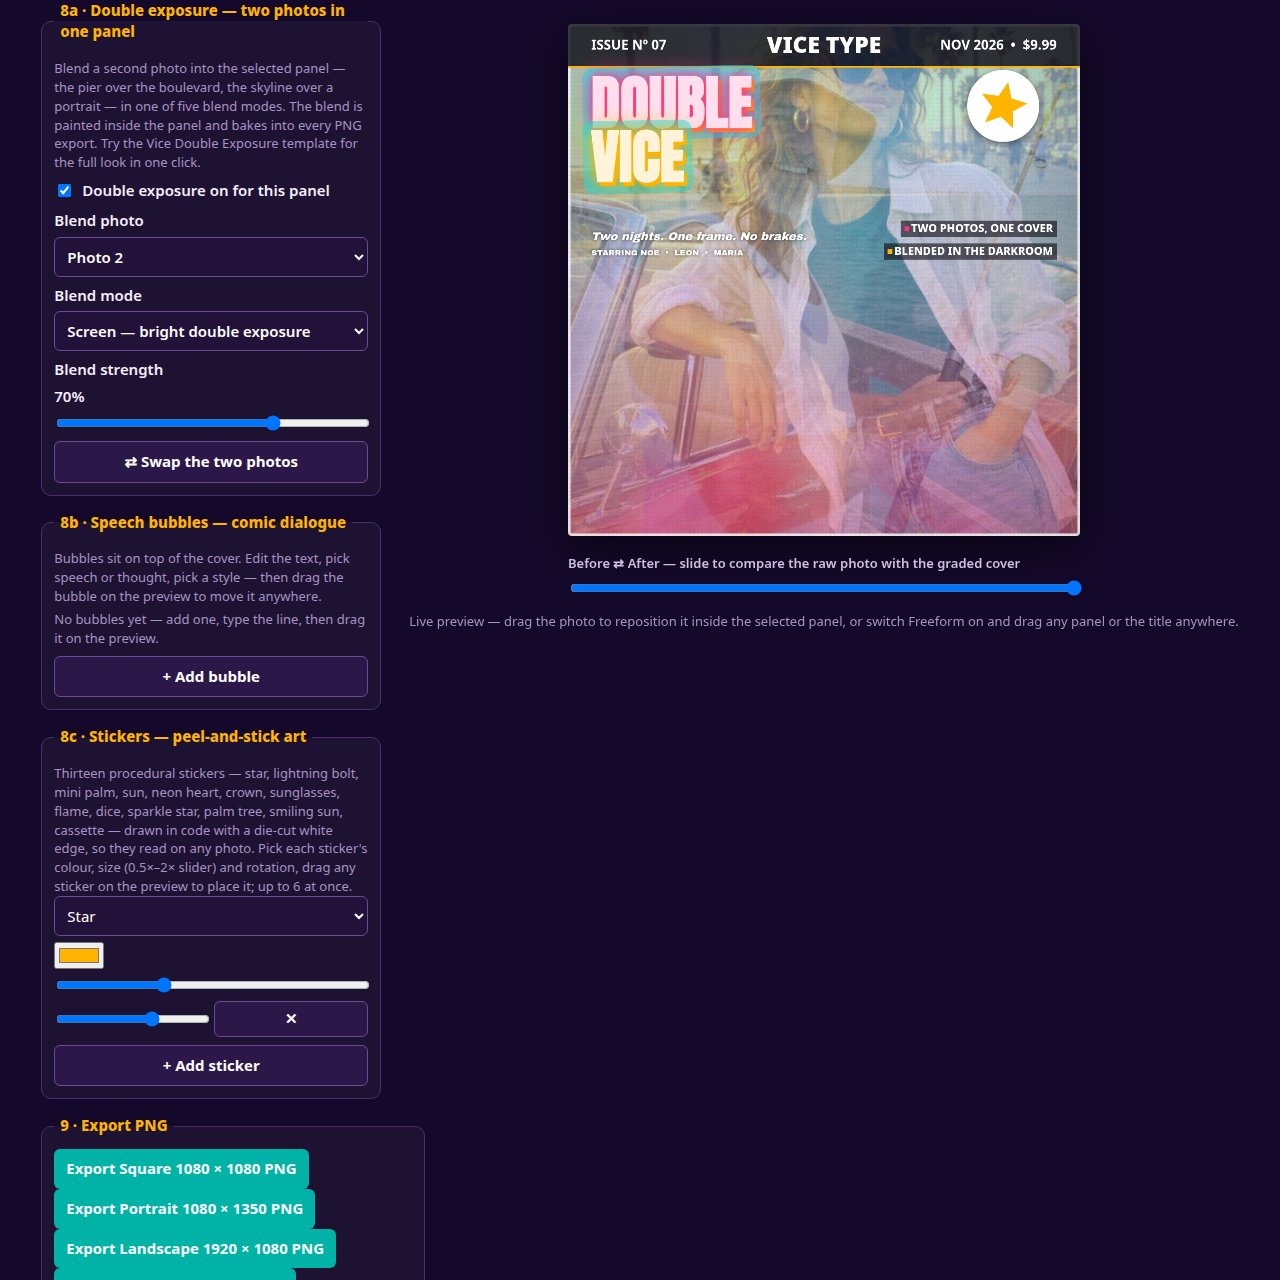 8a · Double exposure — two photos in
one panel
Blend a second photo into the selected panel —
the pier over the boulevard, the skyline over a
portrait — in one of five blend modes. The blend is
painted inside the panel and bakes into every PNG
export. Try the Vice Double Exposure template for
the full look in one click.
Double exposure on for this panel
Blend photo
Photo 2
Blend mode
Screen — bright double exposure
Blend strength
70%
⇄ Swap the two photos
8b · Speech bubbles — comic dialogue
Bubbles sit on top of the cover. Edit the text, pick
speech or thought, pick a style — then drag the
bubble on the preview to move it anywhere.
No bubbles yet — add one, type the line, then drag
it on the preview.
+ Add bubble
8c · Stickers — peel-and-stick art
Thirteen procedural stickers — star, lightning bolt,
mini palm, sun, neon heart, crown, sunglasses,
flame, dice, sparkle star, palm tree, smiling sun,
cassette — drawn in code with a die-cut white
edge, so they read on any photo. Pick each sticker's
colour, size (0.5×–2× slider) and rotation, drag any
sticker on the preview to place it; up to 6 at once.
Star
✕
+ Add sticker
9 · Export PNG
Export Square 1080 × 1080 PNG
Export Portrait 1080 × 1350 PNG
Export Landscape 1920 × 1080 PNG
ISSUE Nº 07
VICE TYPE
NOV 2026 • $9.99
DOUBLE
VICE
Two nights. One frame. No brakes.
STARRING NOE • LEON • MARIA
TWO PHOTOS, ONE COVER
BLENDED IN THE DARKROOM
Before ⇄ After — slide to compare the raw photo with the graded cover
Live preview — drag the photo to reposition it inside the selected panel, or switch Freeform on and drag any panel or the title anywhere.